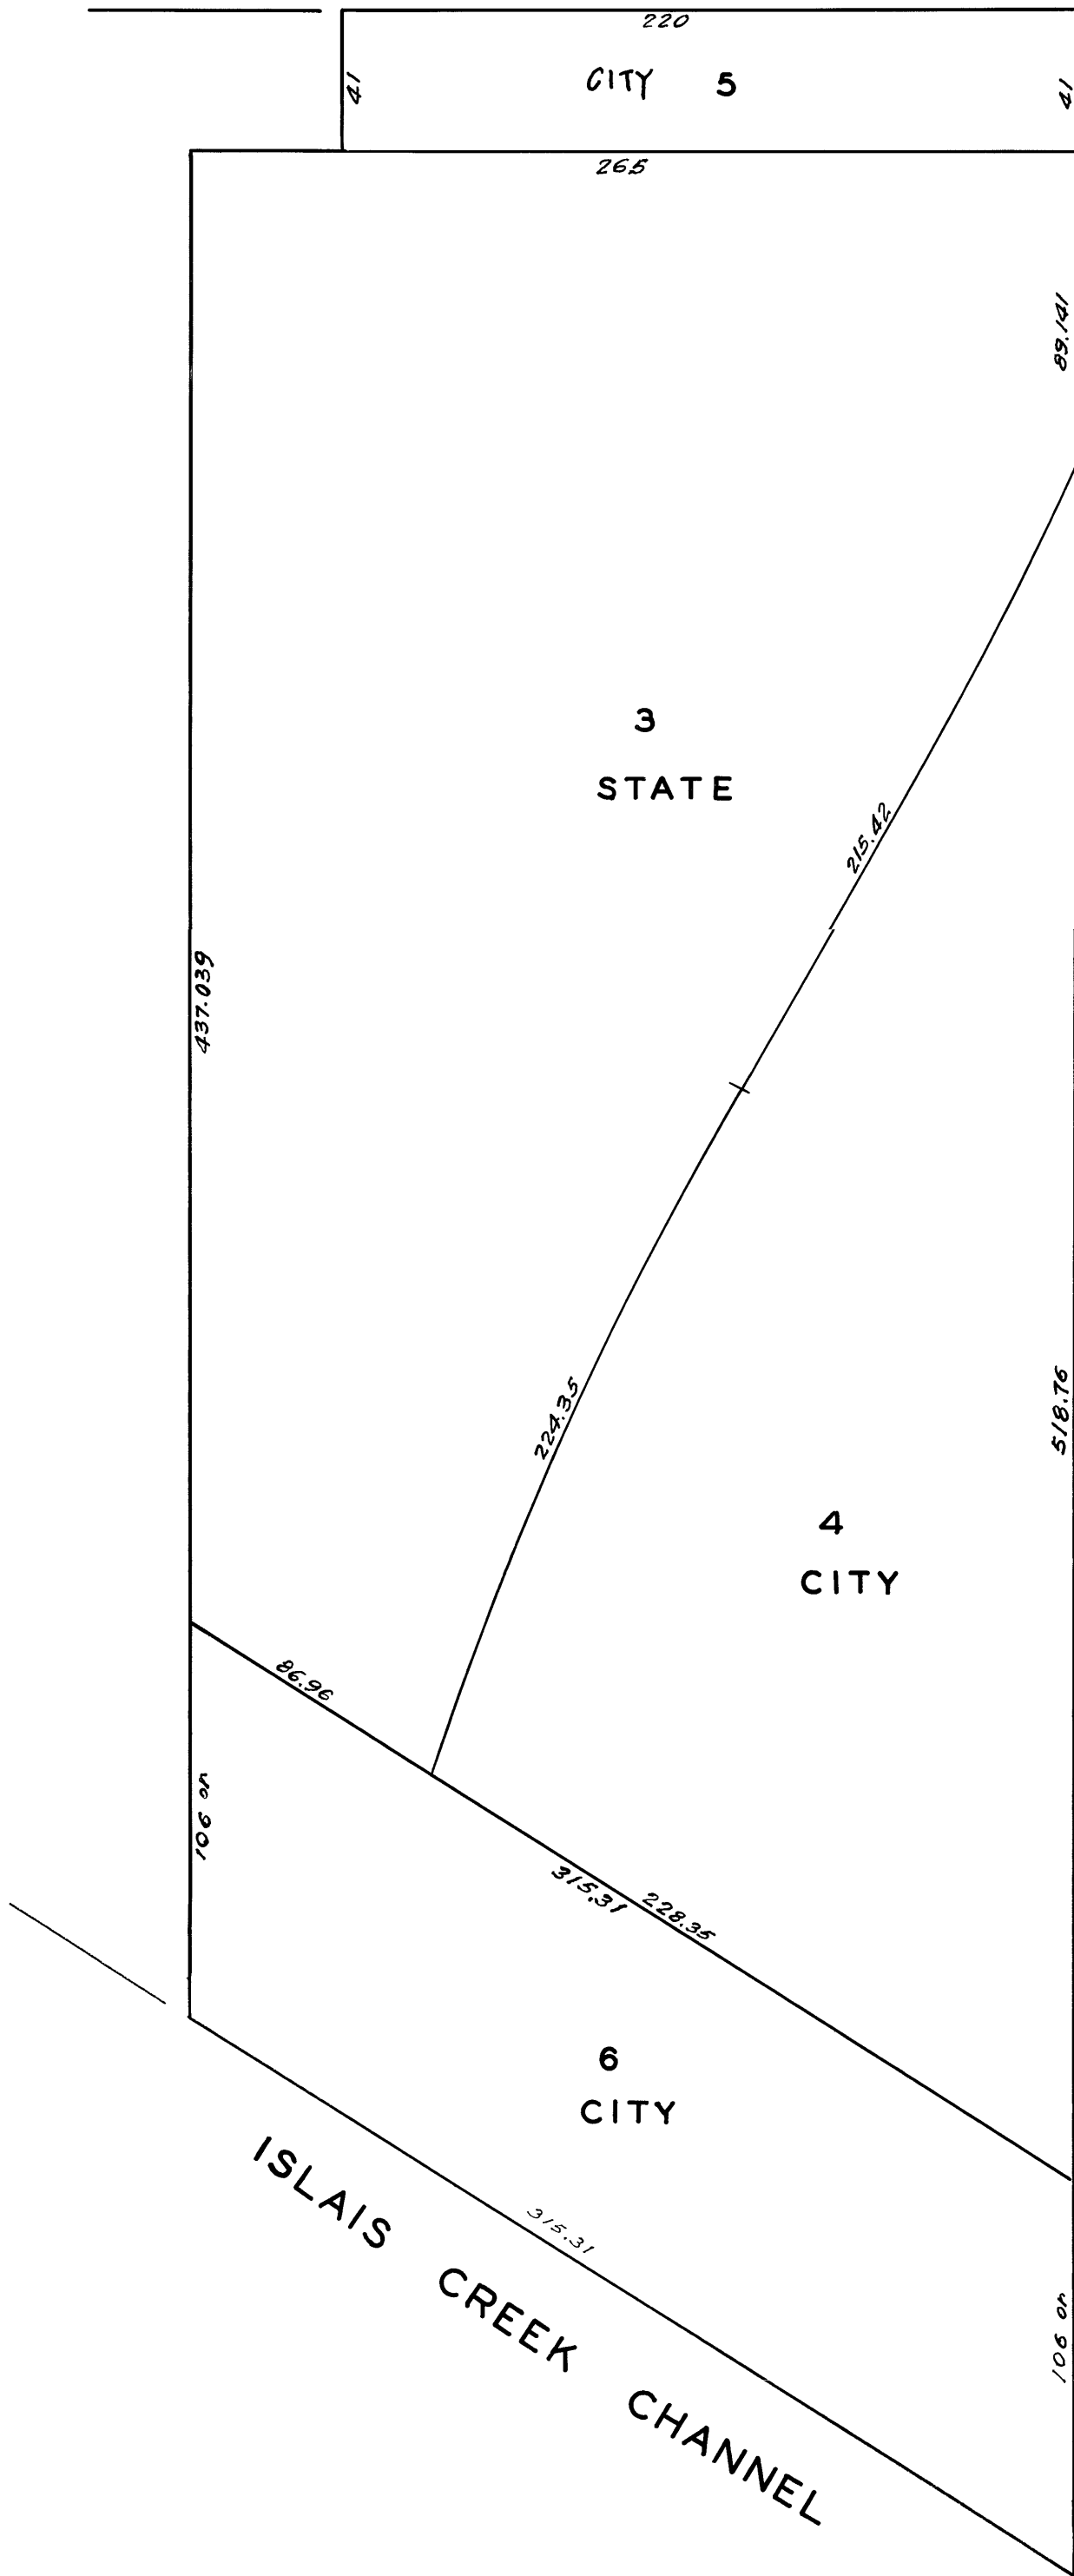 220
41
CITY 5
41
265
89.141
3
STATE
215.42
437.039
224.35
518.76
4
CITY
86.96
106 or
315.31
228.35
6
CITY
315.31
106 or
ISLAIS CREEK CHANNEL